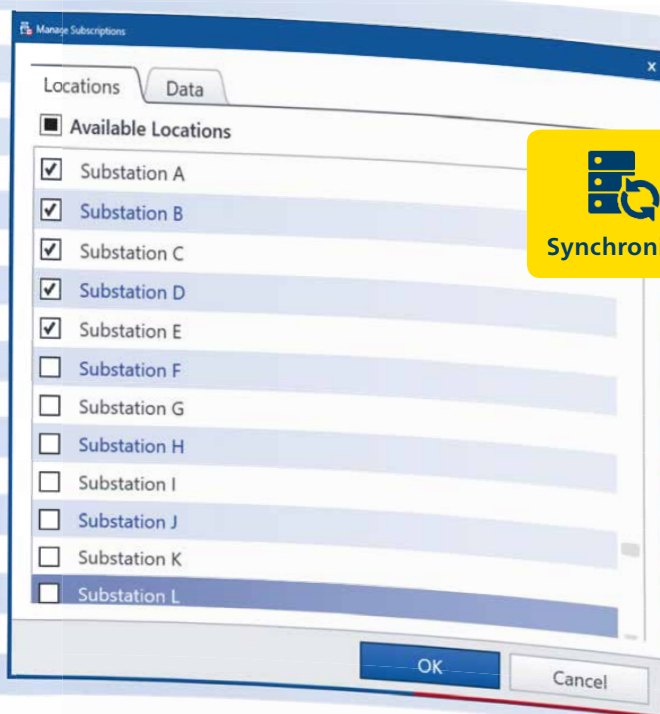 Manage Subscriptions
x
Locations
Data
Available Locations
Substation A
Substation B
Substation C
Substation D
Substation E
Substation F
Substation G
Substation H
Substation I
Substation J
Substation K
Substation L
Synchron
OK
Cancel